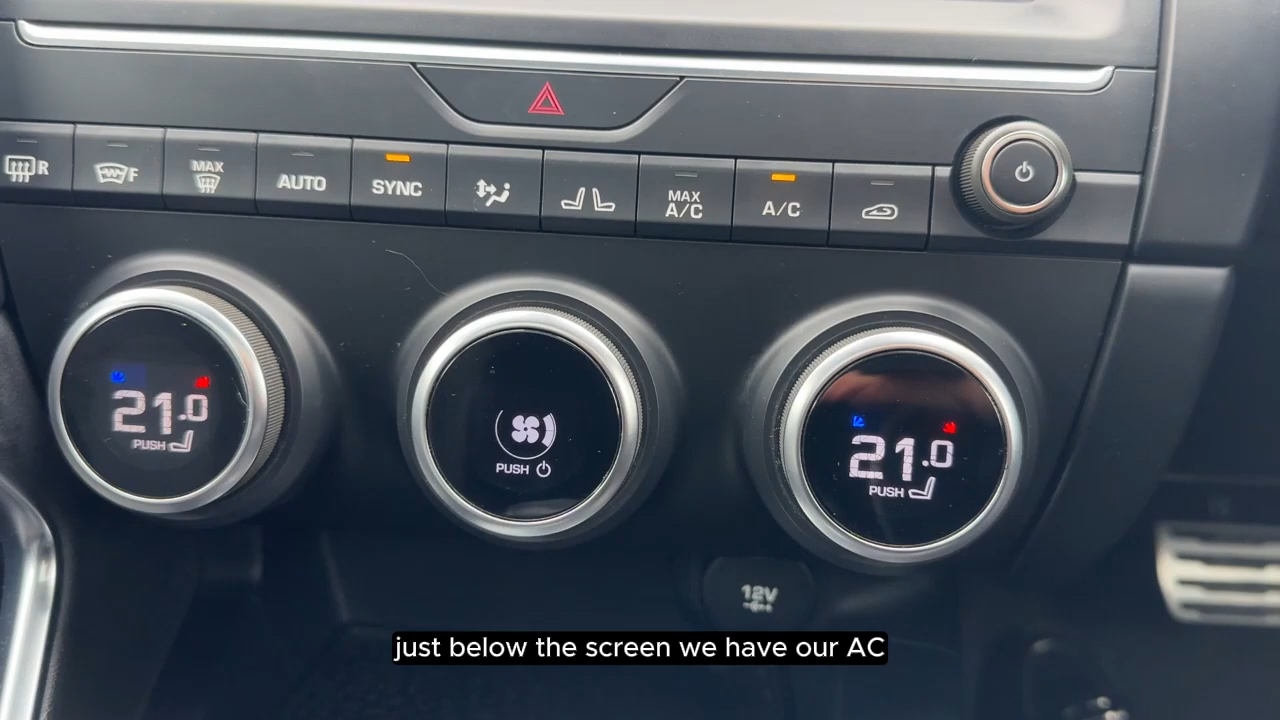 R
F
MAX
AUTO
SYNC
MAX
A/C
A/C
21.0
PUSH
PUSH
21.0
PUSH
12V
just below the screen we have our AC